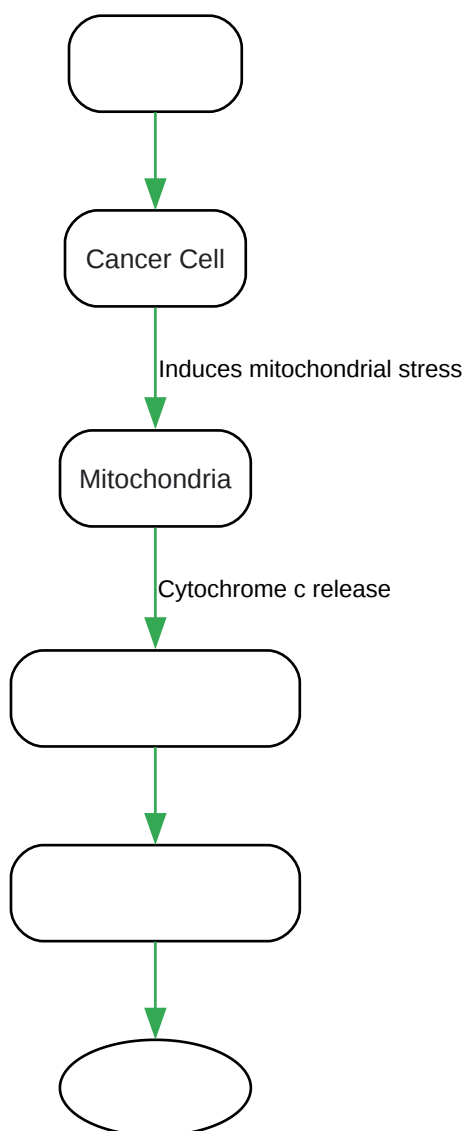 Cancer Cell
Induces mitochondrial stress
Mitochondria
Cytochrome c release